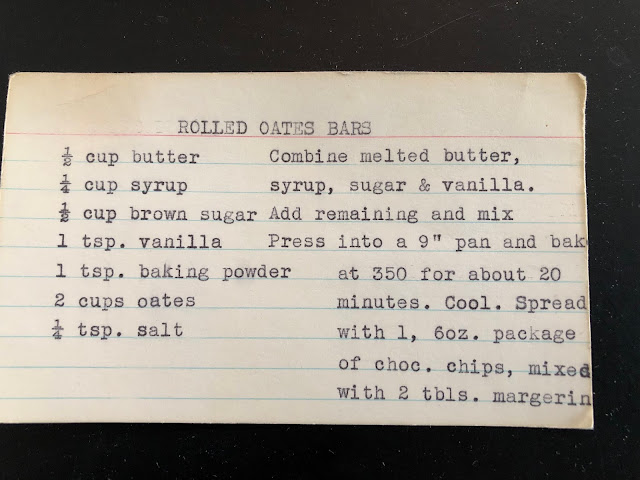 ROLLED OATES BARS
½ cup butter Combine melted butter,
¼ cup syrup syrup, sugar & vanilla.
½ cup brown sugar Add remaining and mix
1 tsp. vanilla Press into a 9" pan and bak
1 tsp. baking powder at 350 for about 20
2 cups oates minutes. Cool. Spread
¼ tsp. salt with 1, 6oz. package
of choc. chips, mixed
with 2 tbls. margerin